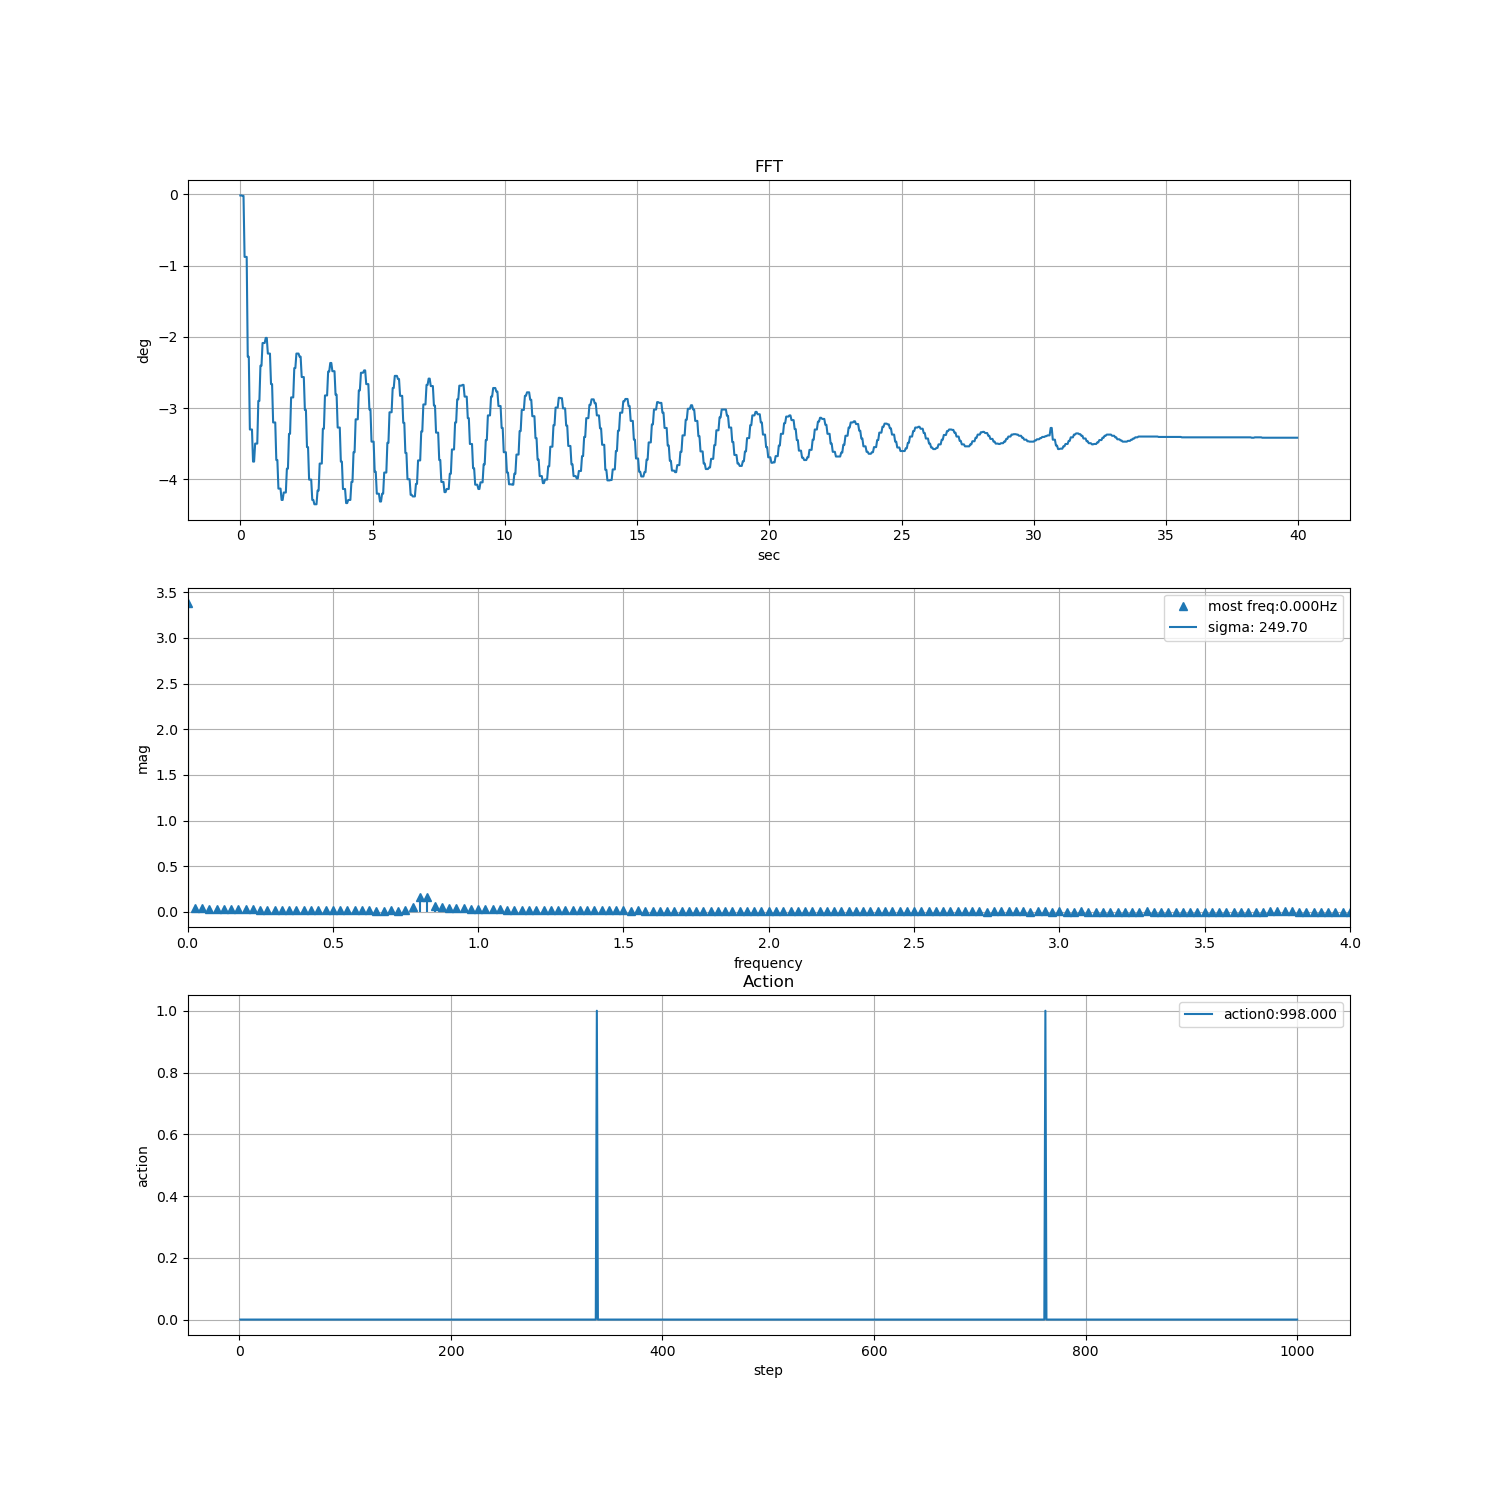 FFT
0
−1
−2
−3
−4
deg
0 5 10 15 20 25 30 35 40
sec
3.5
3.0
2.5
2.0
1.5
1.0
0.5
0.0
mag
most freq:0.000Hz
sigma: 249.70
0.0 0.5 1.0 1.5 2.0 2.5 3.0 3.5 4.0
frequency
Action
1.0
0.8
0.6
0.4
0.2
0.0
action
action0:998.000
0 200 400 600 800 1000
step